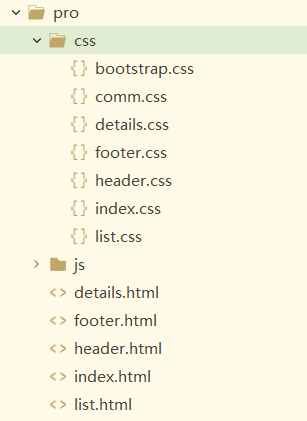 pro
css
bootstrap.css
comm.css
details.css
footer.css
header.css
index.css
list.css
js
details.html
footer.html
header.html
index.html
list.html